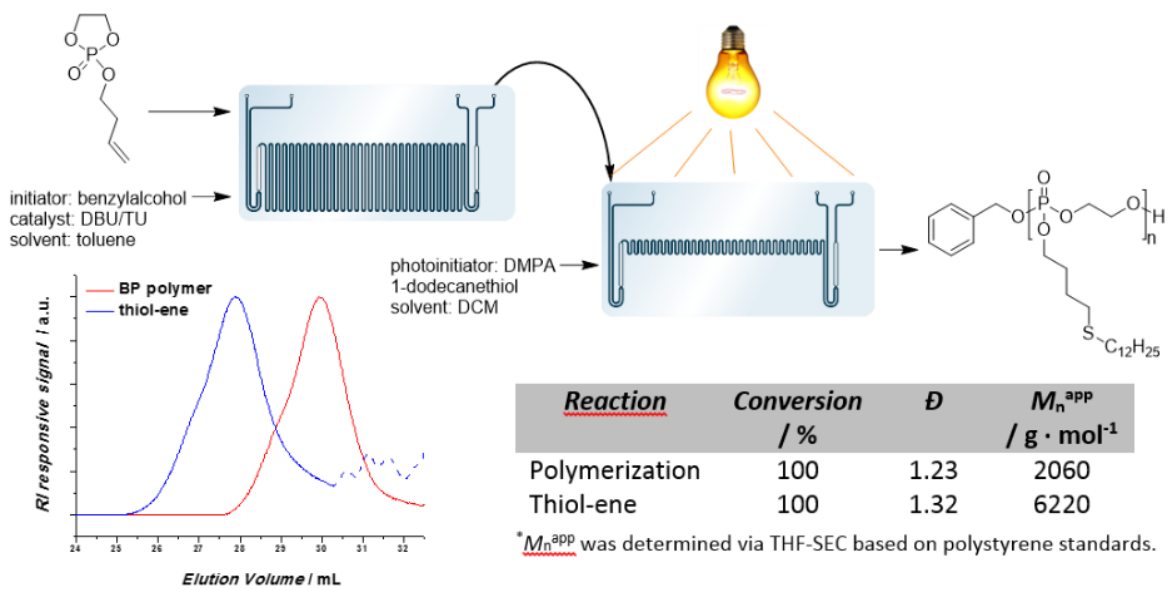 O
O
P
O
O
initiator: benzylalcohol
catalyst: DBU/TU
solvent: toluene
photoinitiator: DMPA
1-dodecanethiol
solvent: DCM
O
O
P
O
O
H
n
O
S
C₁₂H₂₅
BP polymer
thiol-ene
RI responsive signal / a.u.
24 25 26 27 28 29 30 31 32
Elution Volume / mL
Reaction Conversion Đ Mₙᵃᵖᵖ
/ % / g · mol⁻¹
Polymerization 100 1.23 2060
Thiol-ene 100 1.32 6220
*Mₙᵃᵖᵖ was determined via THF-SEC based on polystyrene standards.